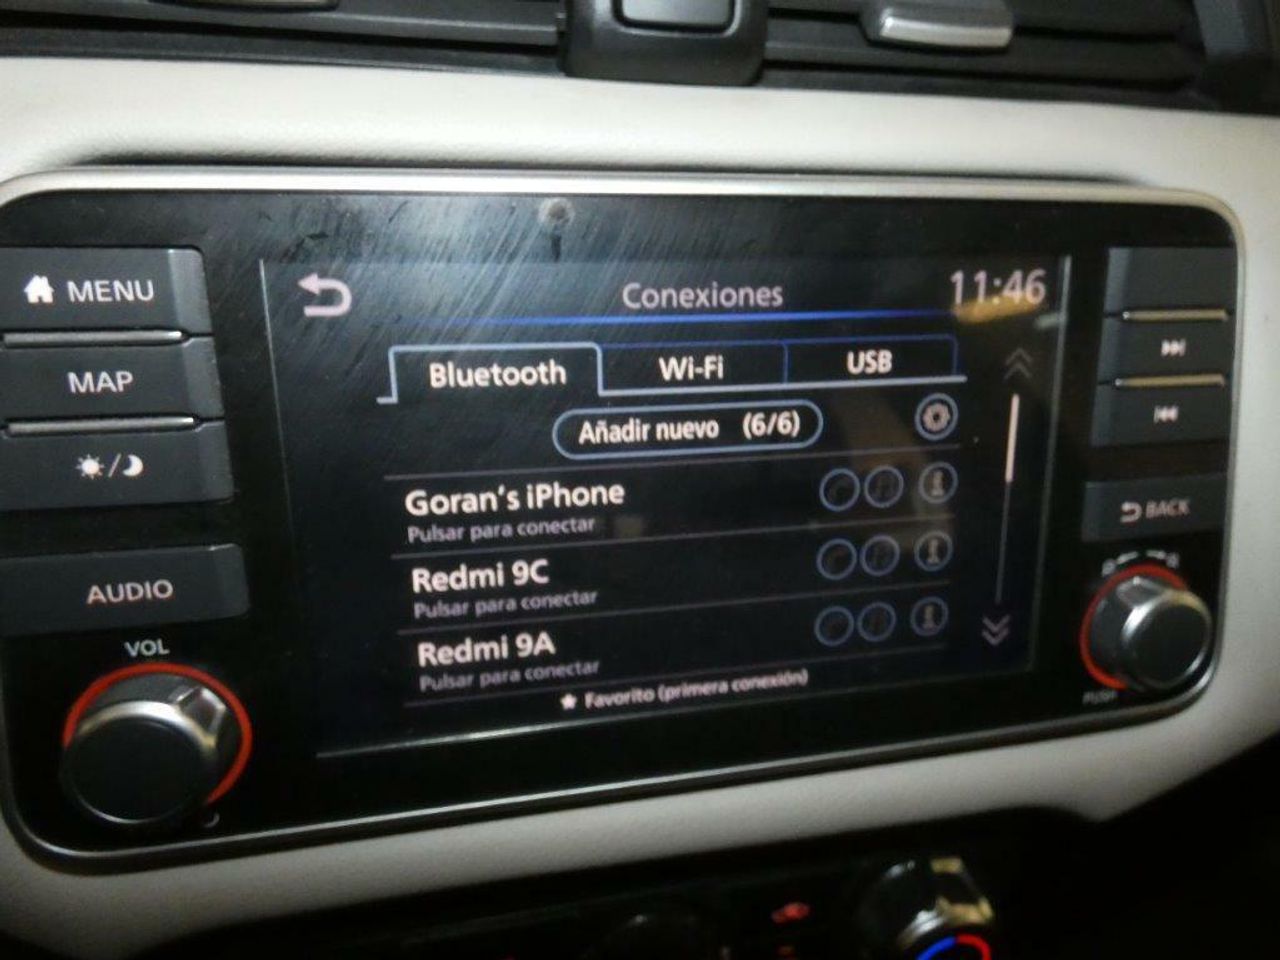 Conexiones 11:46
MENU
MAP
AUDIO
VOL
Bluetooth Wi-Fi USB
Añadir nuevo (6/6)
Goran's iPhone
Pulsar para conectar
Redmi 9C
Pulsar para conectar
Redmi 9A
Pulsar para conectar
Favorito (primera conexión)
BACK
PUSH